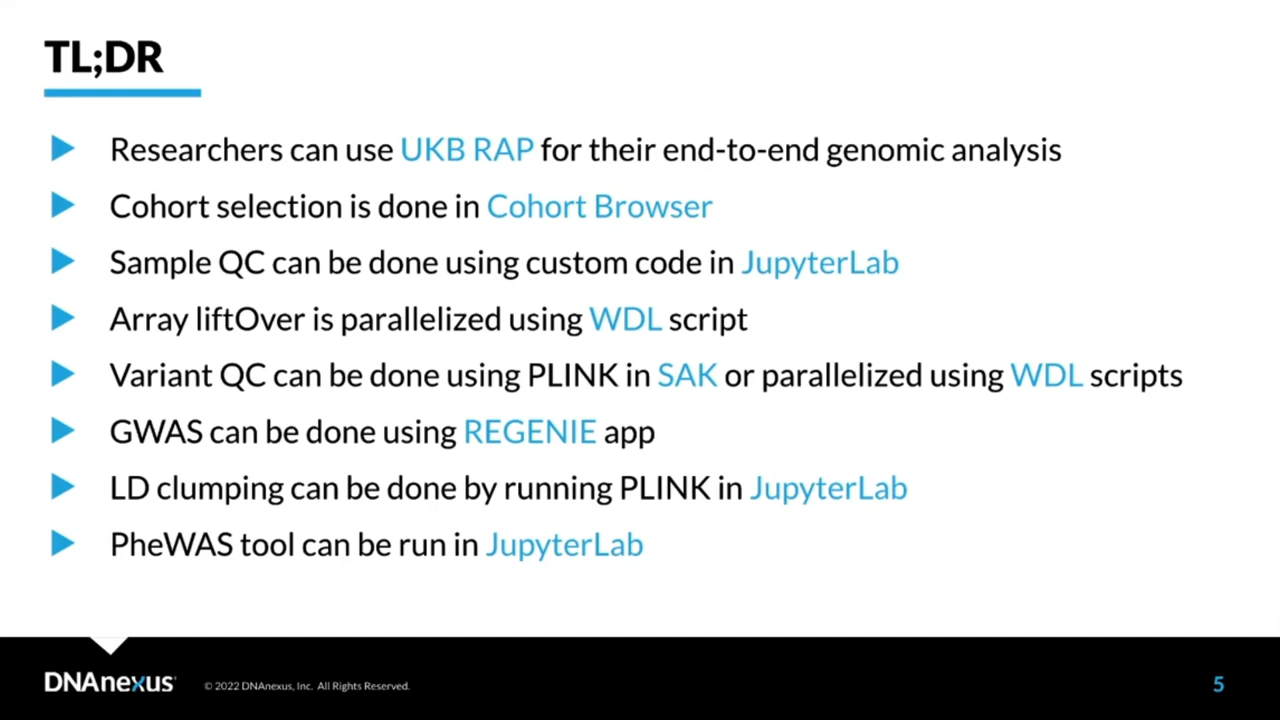 TL;DR
Researchers can use UKB RAP for their end-to-end genomic analysis
Cohort selection is done in Cohort Browser
Sample QC can be done using custom code in JupyterLab
Array liftOver is parallelized using WDL script
Variant QC can be done using PLINK in SAK or parallelized using WDL scripts
GWAS can be done using REGENIE app
LD clumping can be done by running PLINK in JupyterLab
PheWAS tool can be run in JupyterLab
DNAnexus
© 2022 DNAnexus, Inc. All Rights Reserved.
5